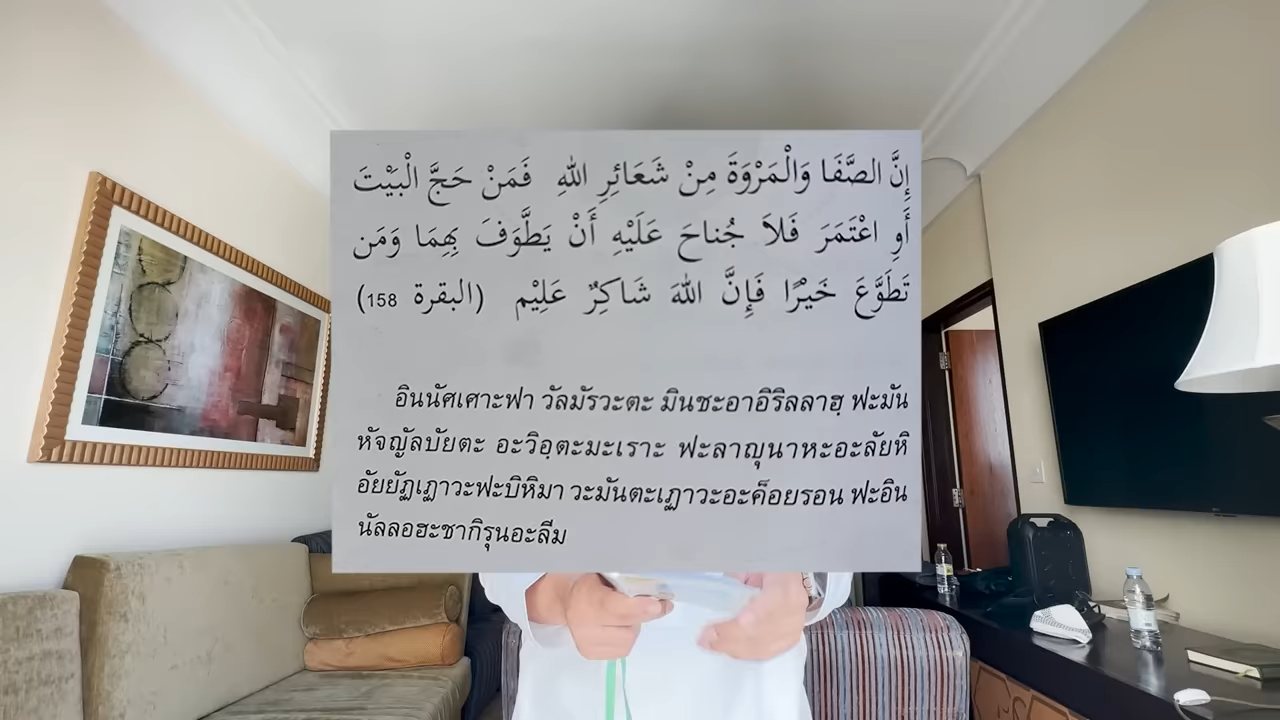 إِنَّ الصَّفَا وَالْمَرْوَةَ مِنْ شَعَائِرِ اللهِ فَمَنْ حَجَّ الْبَيْتَ
أَوِ اعْتَمَرَ فَلاَ جُناحَ عَلَيْهِ أَنْ يَطَّوَفَ بِهِمَا وَمَن
تَطَوَّعَ خَيْرًا فَإِنَّ اللهَ شَاكِرٌ عَلِيْم (البقرة 158)
อินนัศเศาะฟา วัลมัรวะตะ มินชะอาอิริลลาฮฺ ฟะมัน
หัจญัลบัยตะ อะวิอฺตะมะเราะ ฟะลาญุนาหะอะลัยหิ
อัยยัฏเฏาวะฟะบิหิมา วะมันตะเฏาวะอะค็อยรอน ฟะอิน
นัลลอฮะชากิรุนอะลีม